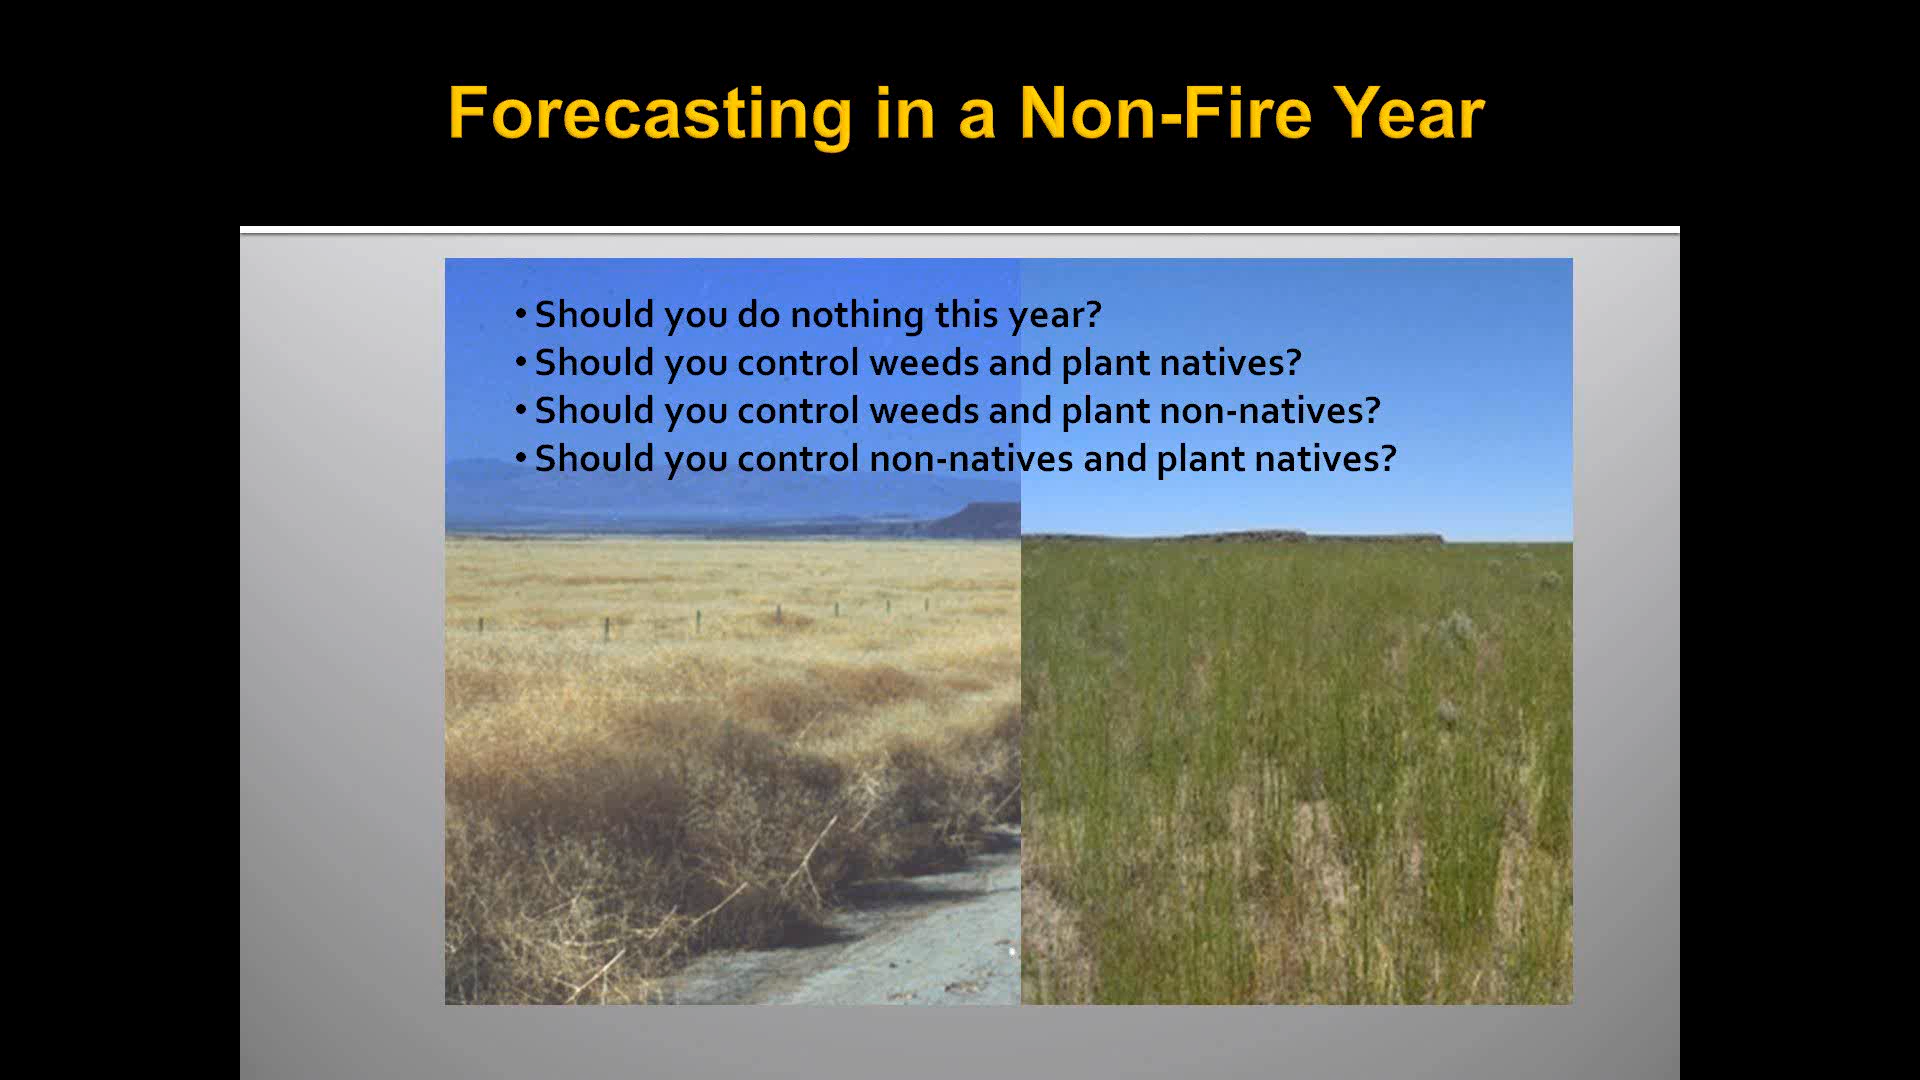 Forecasting in a Non-Fire Year
• Should you do nothing this year?
• Should you control weeds and plant natives?
• Should you control weeds and plant non-natives?
• Should you control non-natives and plant natives?